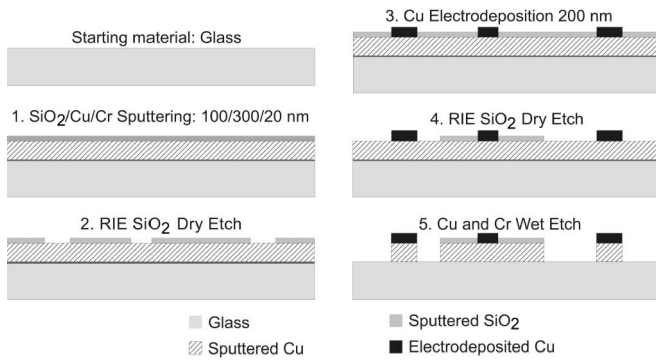 Starting material: Glass
1. SiO2/Cu/Cr Sputtering: 100/300/20 nm
2. RIE SiO2 Dry Etch
3. Cu Electrodeposition 200 nm
4. RIE SiO2 Dry Etch
5. Cu and Cr Wet Etch
Glass
Sputtered Cu
Sputtered SiO2
Electrodeposited Cu